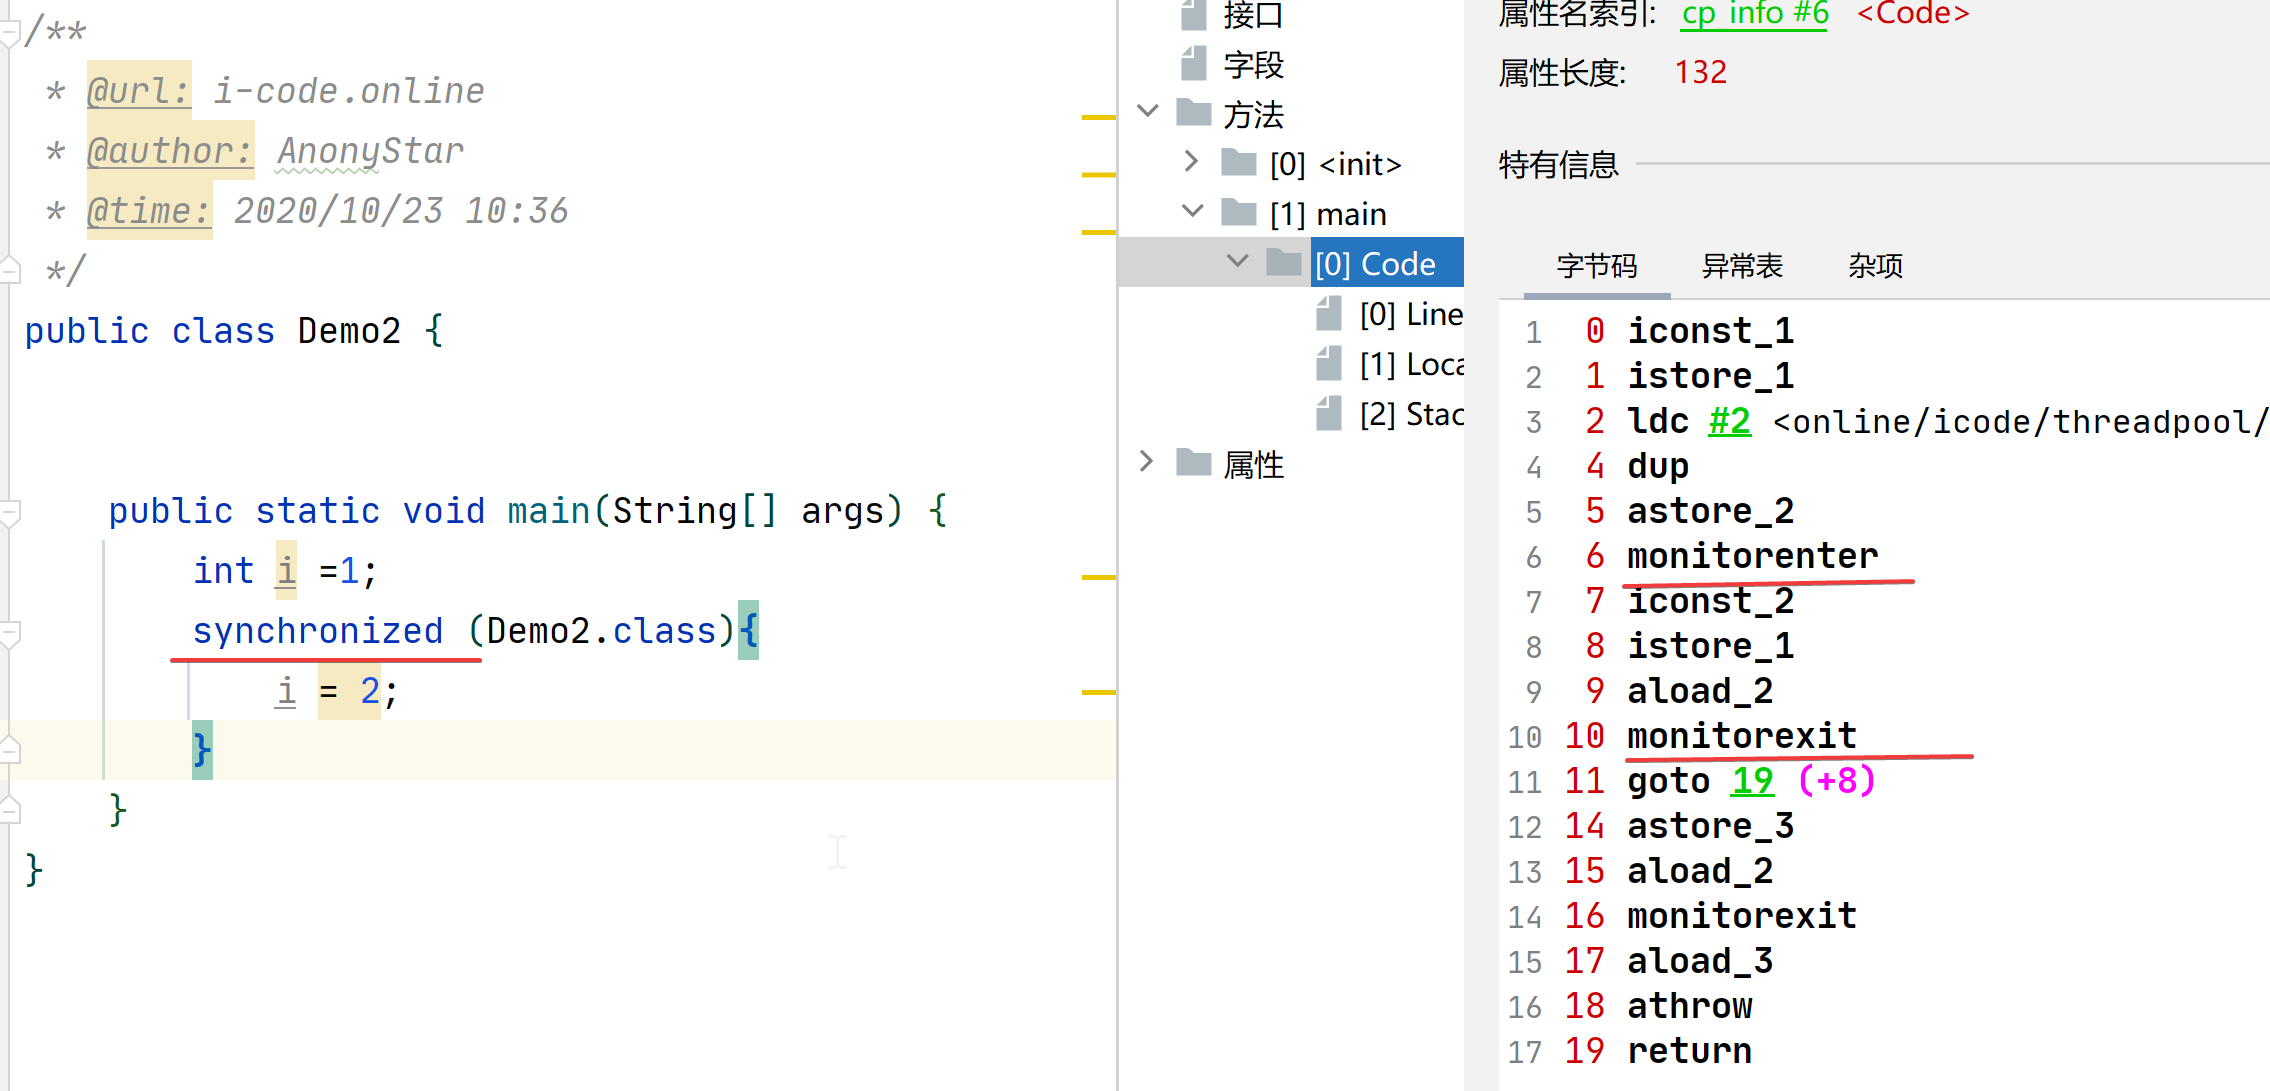 /**
* @url: i-code.online
* @author: AnonyStar
* @time: 2020/10/23 10:36
*/
public class Demo2 {
public static void main(String[] args) {
int i =1;
synchronized (Demo2.class){
i = 2;
}
}
}
接口
字段
方法
[0] <init>
[1] main
[0] Code
[0] Line
[1] Loca
[2] Stac
属性
属性名索引: cp_info #6 <Code>
属性长度: 132
特有信息
字节码 异常表 杂项
1 0 iconst_1
2 1 istore_1
3 2 ldc #2 <online/icode/threadpool/
4 4 dup
5 5 astore_2
6 6 monitorenter
7 7 iconst_2
8 8 istore_1
9 9 aload_2
10 10 monitorexit
11 11 goto 19 (+8)
12 14 astore_3
13 15 aload_2
14 16 monitorexit
15 17 aload_3
16 18 athrow
17 19 return